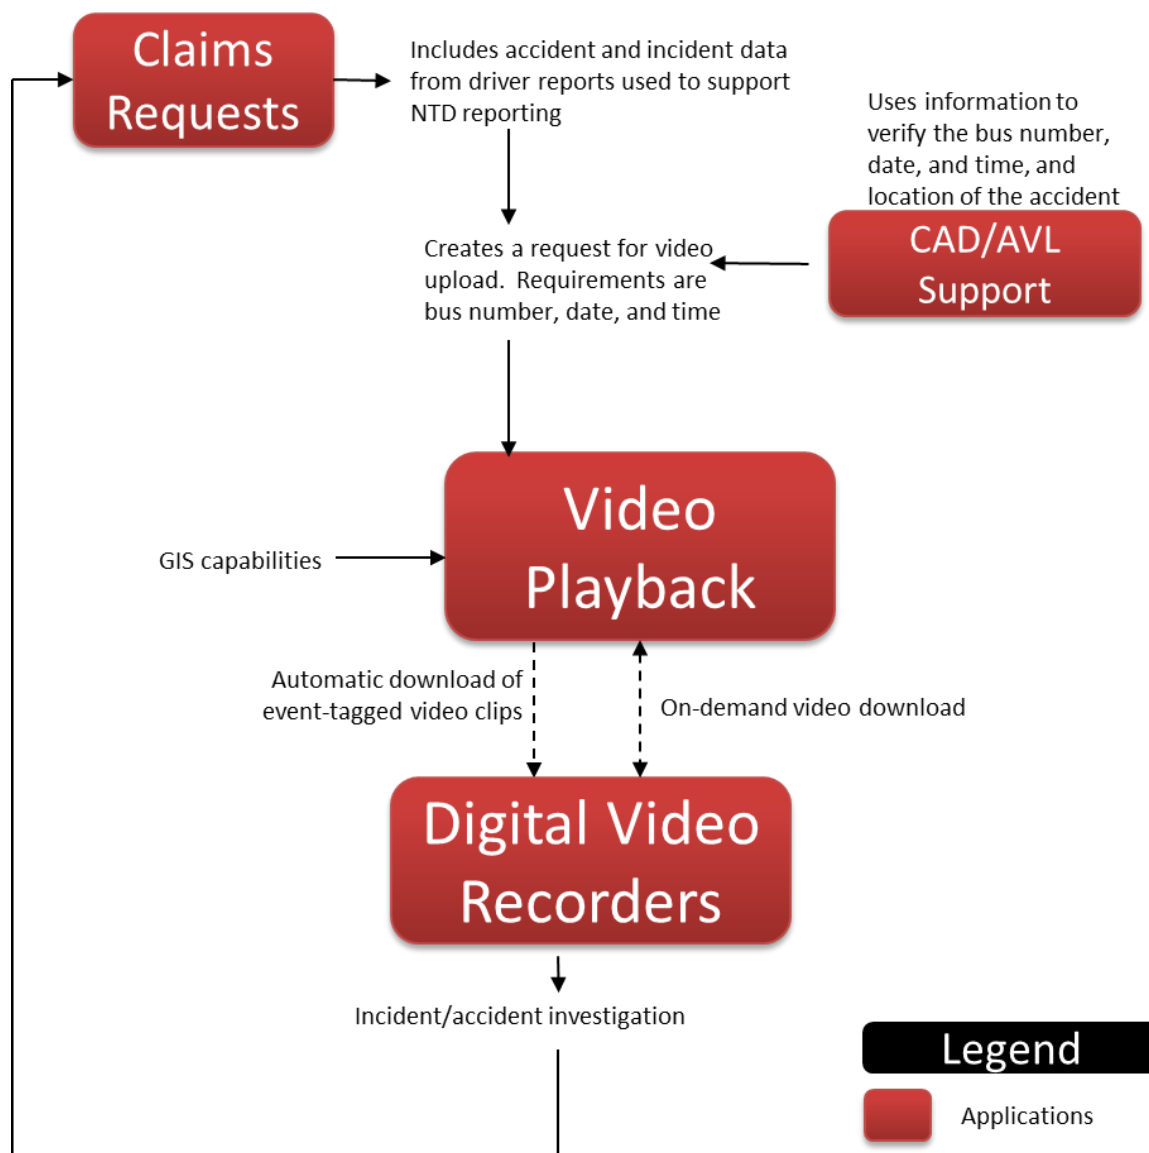 Claims
Requests
Includes accident and incident data
from driver reports used to support
NTD reporting
Uses information to
verify the bus number,
date, and time, and
location of the accident
CAD/AVL
Support
Creates a request for video
upload.  Requirements are
bus number, date, and time
Video
Playback
GIS capabilities
Automatic download of
event-tagged video clips
On-demand video download
Digital Video
Recorders
Incident/accident investigation
Legend
Applications